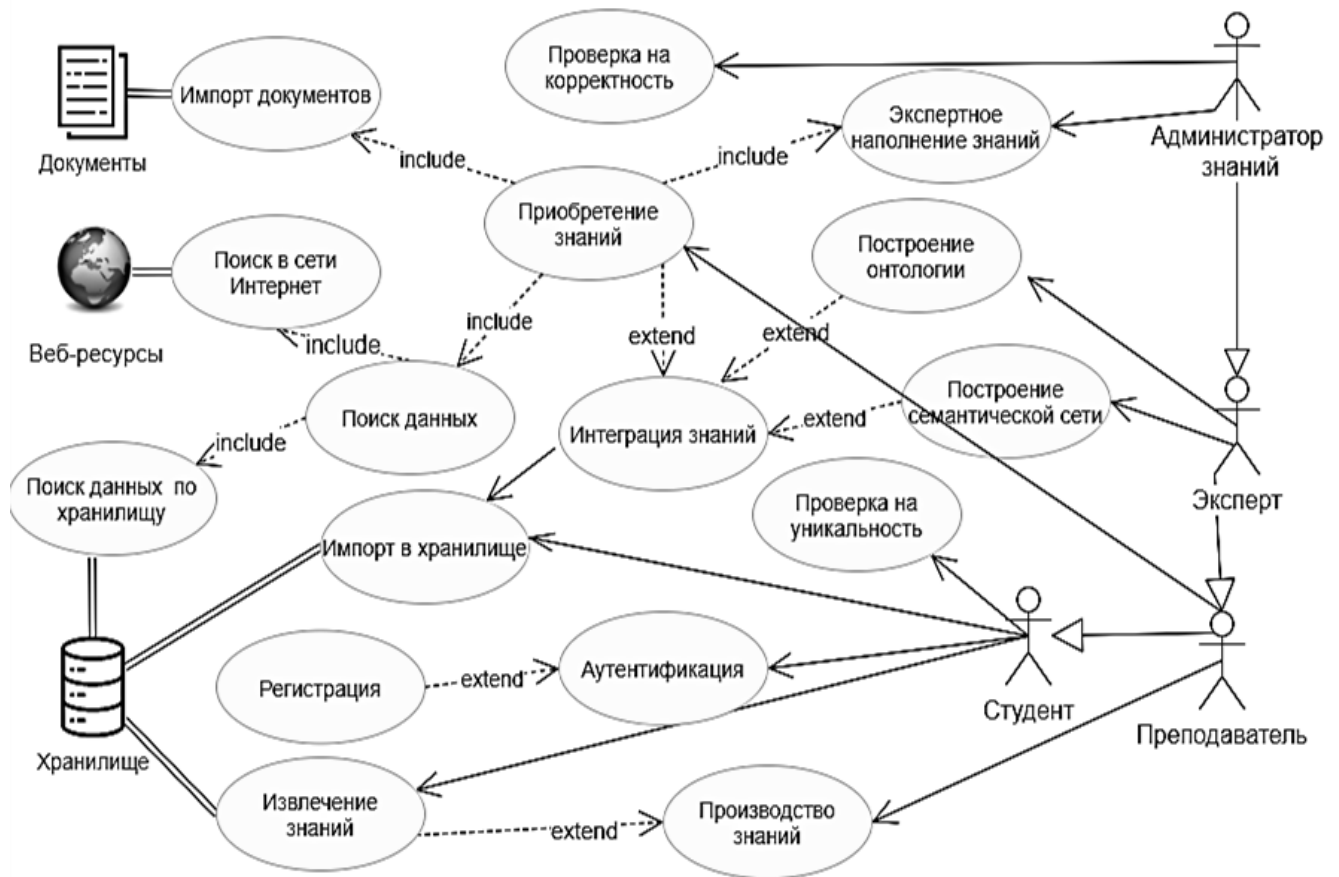 Проверка на
корректность
Импорт документов
Экспертное
наполнение знаний
Администратор
знаний
Документы
include
include
Приобретение
знаний
Поиск в сети
Интернет
Построение
онтологии
include
extend
extend
Веб-ресурсы
include
Построение
семантической сети
Поиск данных
Интеграция знаний
extend
include
Поиск данных по
хранилищу
Эксперт
Проверка на
уникальность
Импорт в хранилище
Регистрация
extend
Аутентификация
Студент
Преподаватель
Хранилище
Извлечение
знаний
extend
Производство
знаний